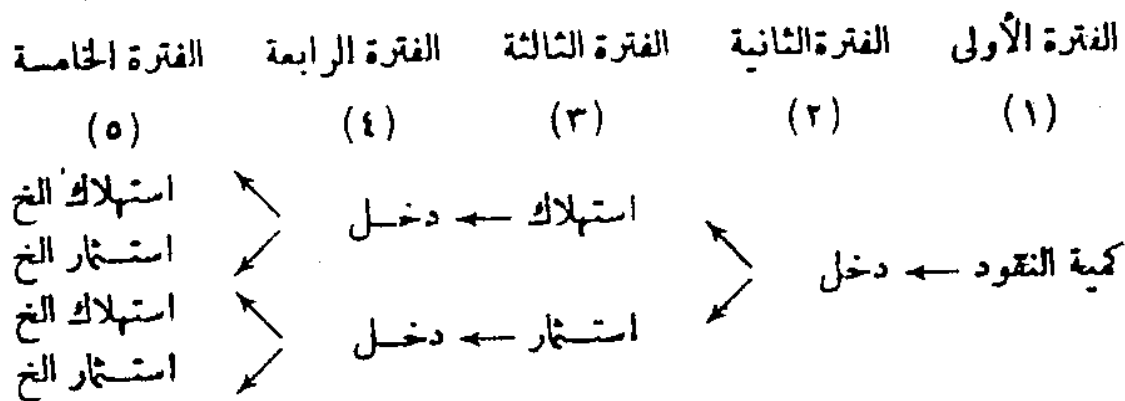 الفترة الأولى الفترة الثانية الفترة الثالثة الفترة الرابعة الفترة الخامسة
(١) (٢) (٣) (٤) (٥)
استهلاك الخ
استهلاك ← دخل
استثمار الخ
كمية النقود ← دخل
استهلاك الخ
استثمار ← دخل
استثمار الخ